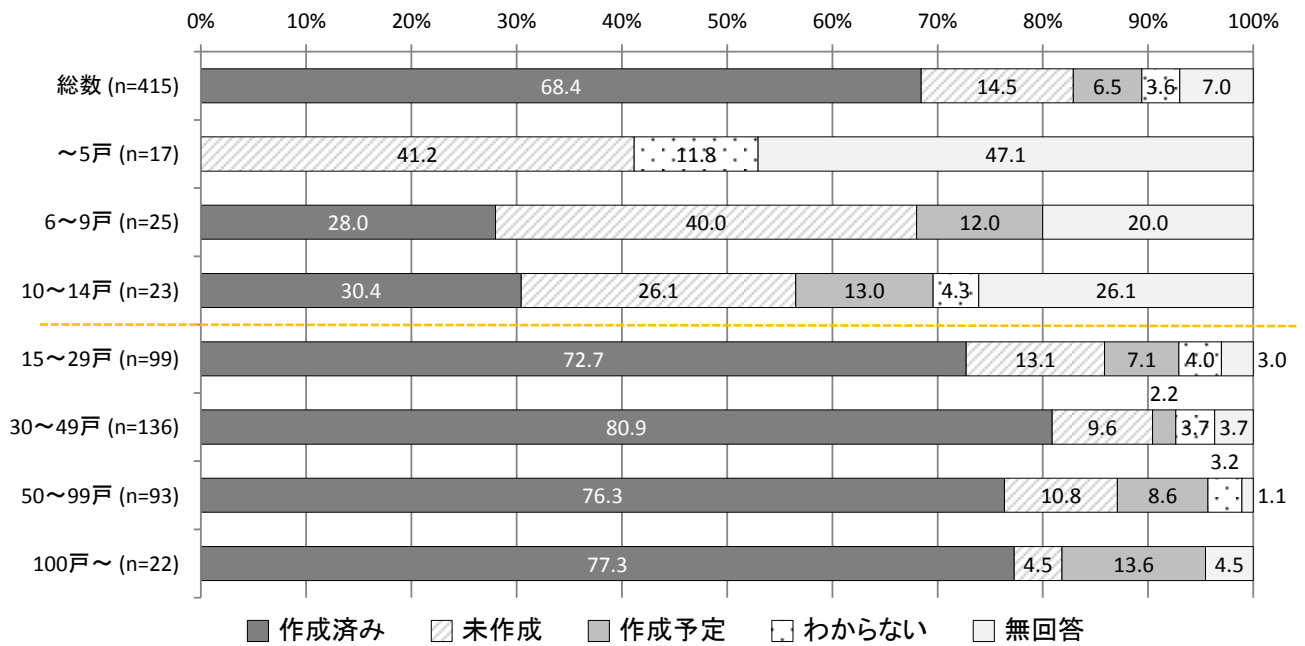 0% 10% 20% 30% 40% 50% 60% 70% 80% 90% 100%
総数 (n=415) 68.4 14.5 6.5 3.6 7.0
～5戸 (n=17) 41.2 11.8 47.1
6～9戸 (n=25) 28.0 40.0 12.0 20.0
10～14戸 (n=23) 30.4 26.1 13.0 4.3 26.1
15～29戸 (n=99) 72.7 13.1 7.1 4.0 3.0
2.2
30～49戸 (n=136) 80.9 9.6 3.7 3.7
3.2
50～99戸 (n=93) 76.3 10.8 8.6 1.1
100戸～ (n=22) 77.3 4.5 13.6 4.5
作成済み 未作成 作成予定 わからない 無回答